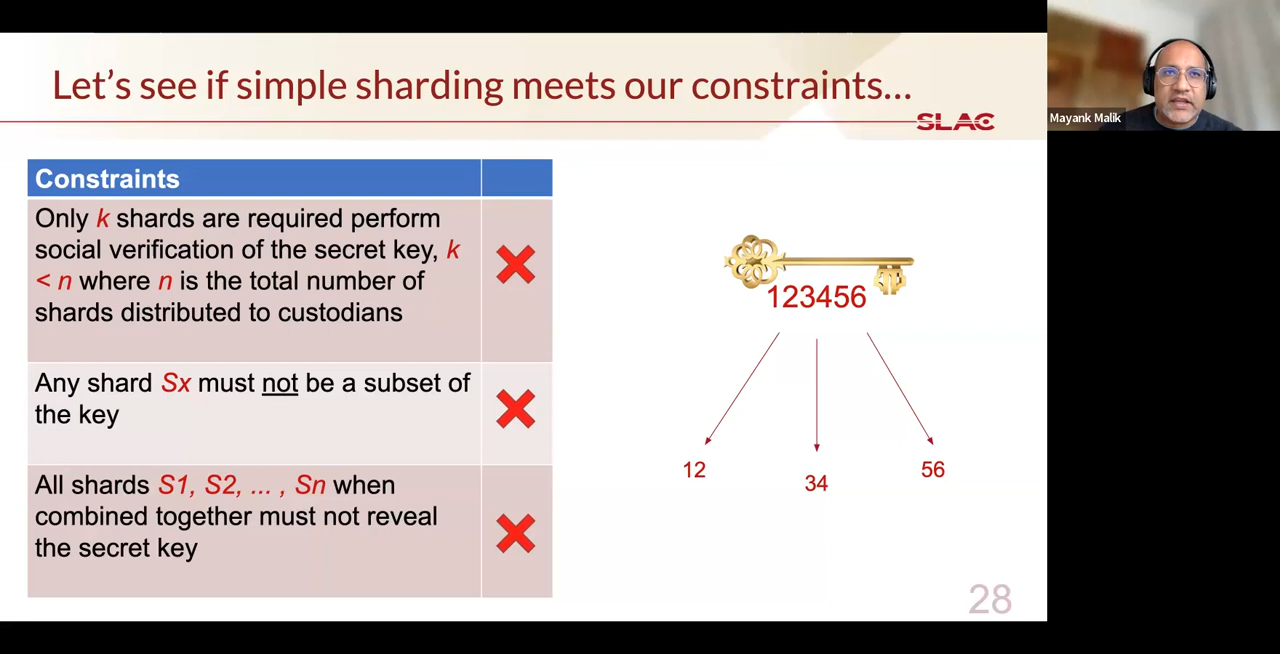 Let's see if simple sharding meets our constraints...
SLAC
Mayank Malik
Constraints
Only k shards are required perform
social verification of the secret key, k
< n where n is the total number of
shards distributed to custodians
Any shard Sx must not be a subset of
the key
All shards S1, S2, ... , Sn when
combined together must not reveal
the secret key
123456
12
34
56
28